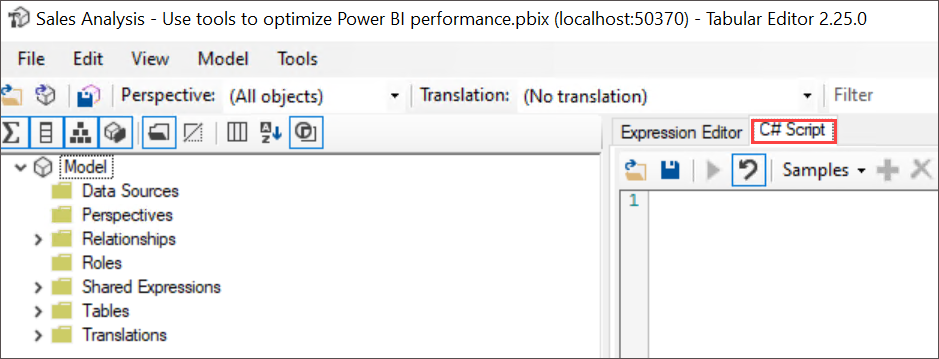 Sales Analysis - Use tools to optimize Power BI performance.pbix (localhost:50370) - Tabular Editor 2.25.0
File Edit View Model Tools
Perspective: (All objects) Translation: (No translation) Filter
Expression Editor C# Script
Samples
1
Model
Data Sources
Perspectives
Relationships
Roles
Shared Expressions
Tables
Translations